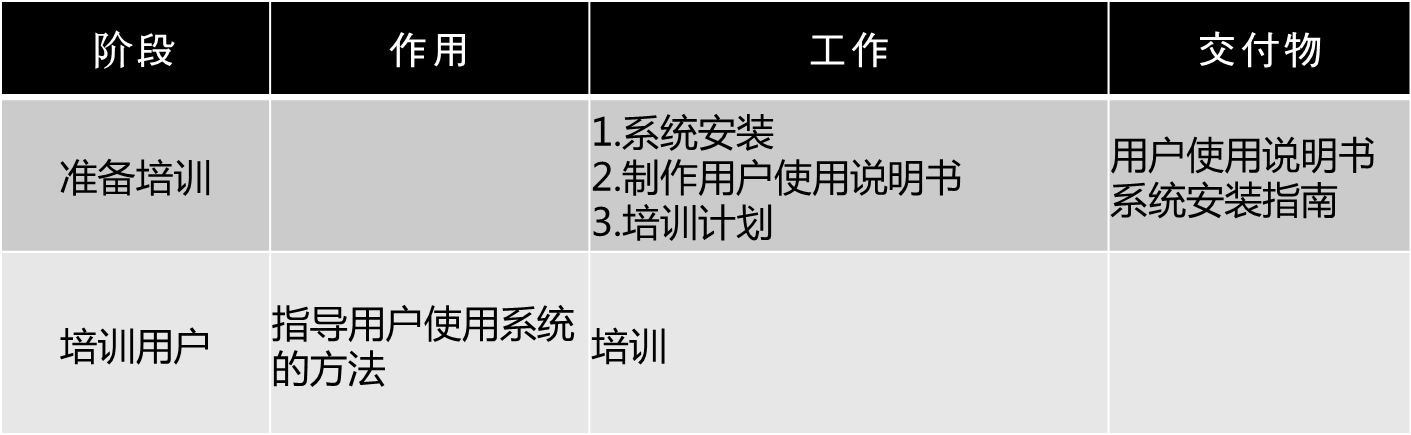 阶段 作用 工作 交付物
准备培训
1.系统安装
2.制作用户使用说明书
3.培训计划
用户使用说明书
系统安装指南
培训用户
指导用户使用系统
的方法
培训